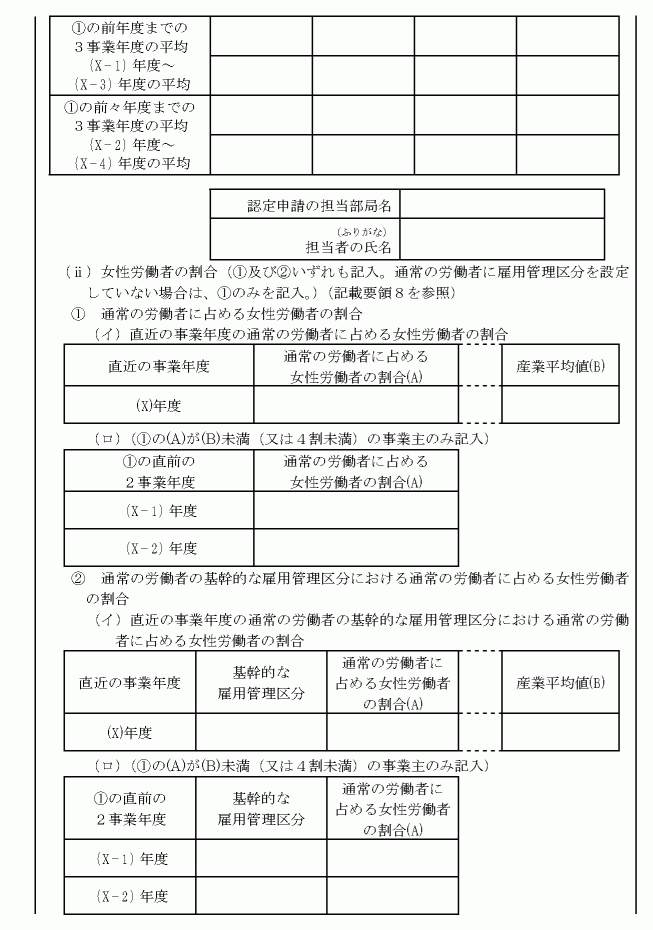 ①の前年度までの
３事業年度の平均
(X－1) 年度～
(X－3) 年度の平均
①の前々年度までの
３事業年度の平均
(X－2) 年度～
(X－4) 年度の平均
認定申請の担当部局名
(ふりがな)
担当者の氏名
(ⅱ) 女性労働者の割合（①及び②いずれも記入。通常の労働者に雇用管理区分を設定
していない場合は、①のみを記入。）（記載要領８を参照）
①　通常の労働者に占める女性労働者の割合
（イ）直近の事業年度の通常の労働者に占める女性労働者の割合
直近の事業年度
通常の労働者に占める
女性労働者の割合(A)
産業平均値(B)
(X)年度
（ロ）（①の(A)が(B)未満（又は４割未満）の事業主のみ記入）
①の直前の
２事業年度
通常の労働者に占める
女性労働者の割合(A)
(X－1) 年度
(X－2) 年度
②　通常の労働者の基幹的な雇用管理区分における通常の労働者に占める女性労働者
の割合
（イ）直近の事業年度の通常の労働者の基幹的な雇用管理区分における通常の労働
者に占める女性労働者の割合
直近の事業年度
基幹的な
雇用管理区分
通常の労働者に
占める女性労働者
の割合(A)
産業平均値(B)
(X)年度
（ロ）（①の(A)が(B)未満（又は４割未満）の事業主のみ記入）
①の直前の
２事業年度
基幹的な
雇用管理区分
通常の労働者に
占める女性労働者
の割合(A)
(X－1) 年度
(X－2) 年度